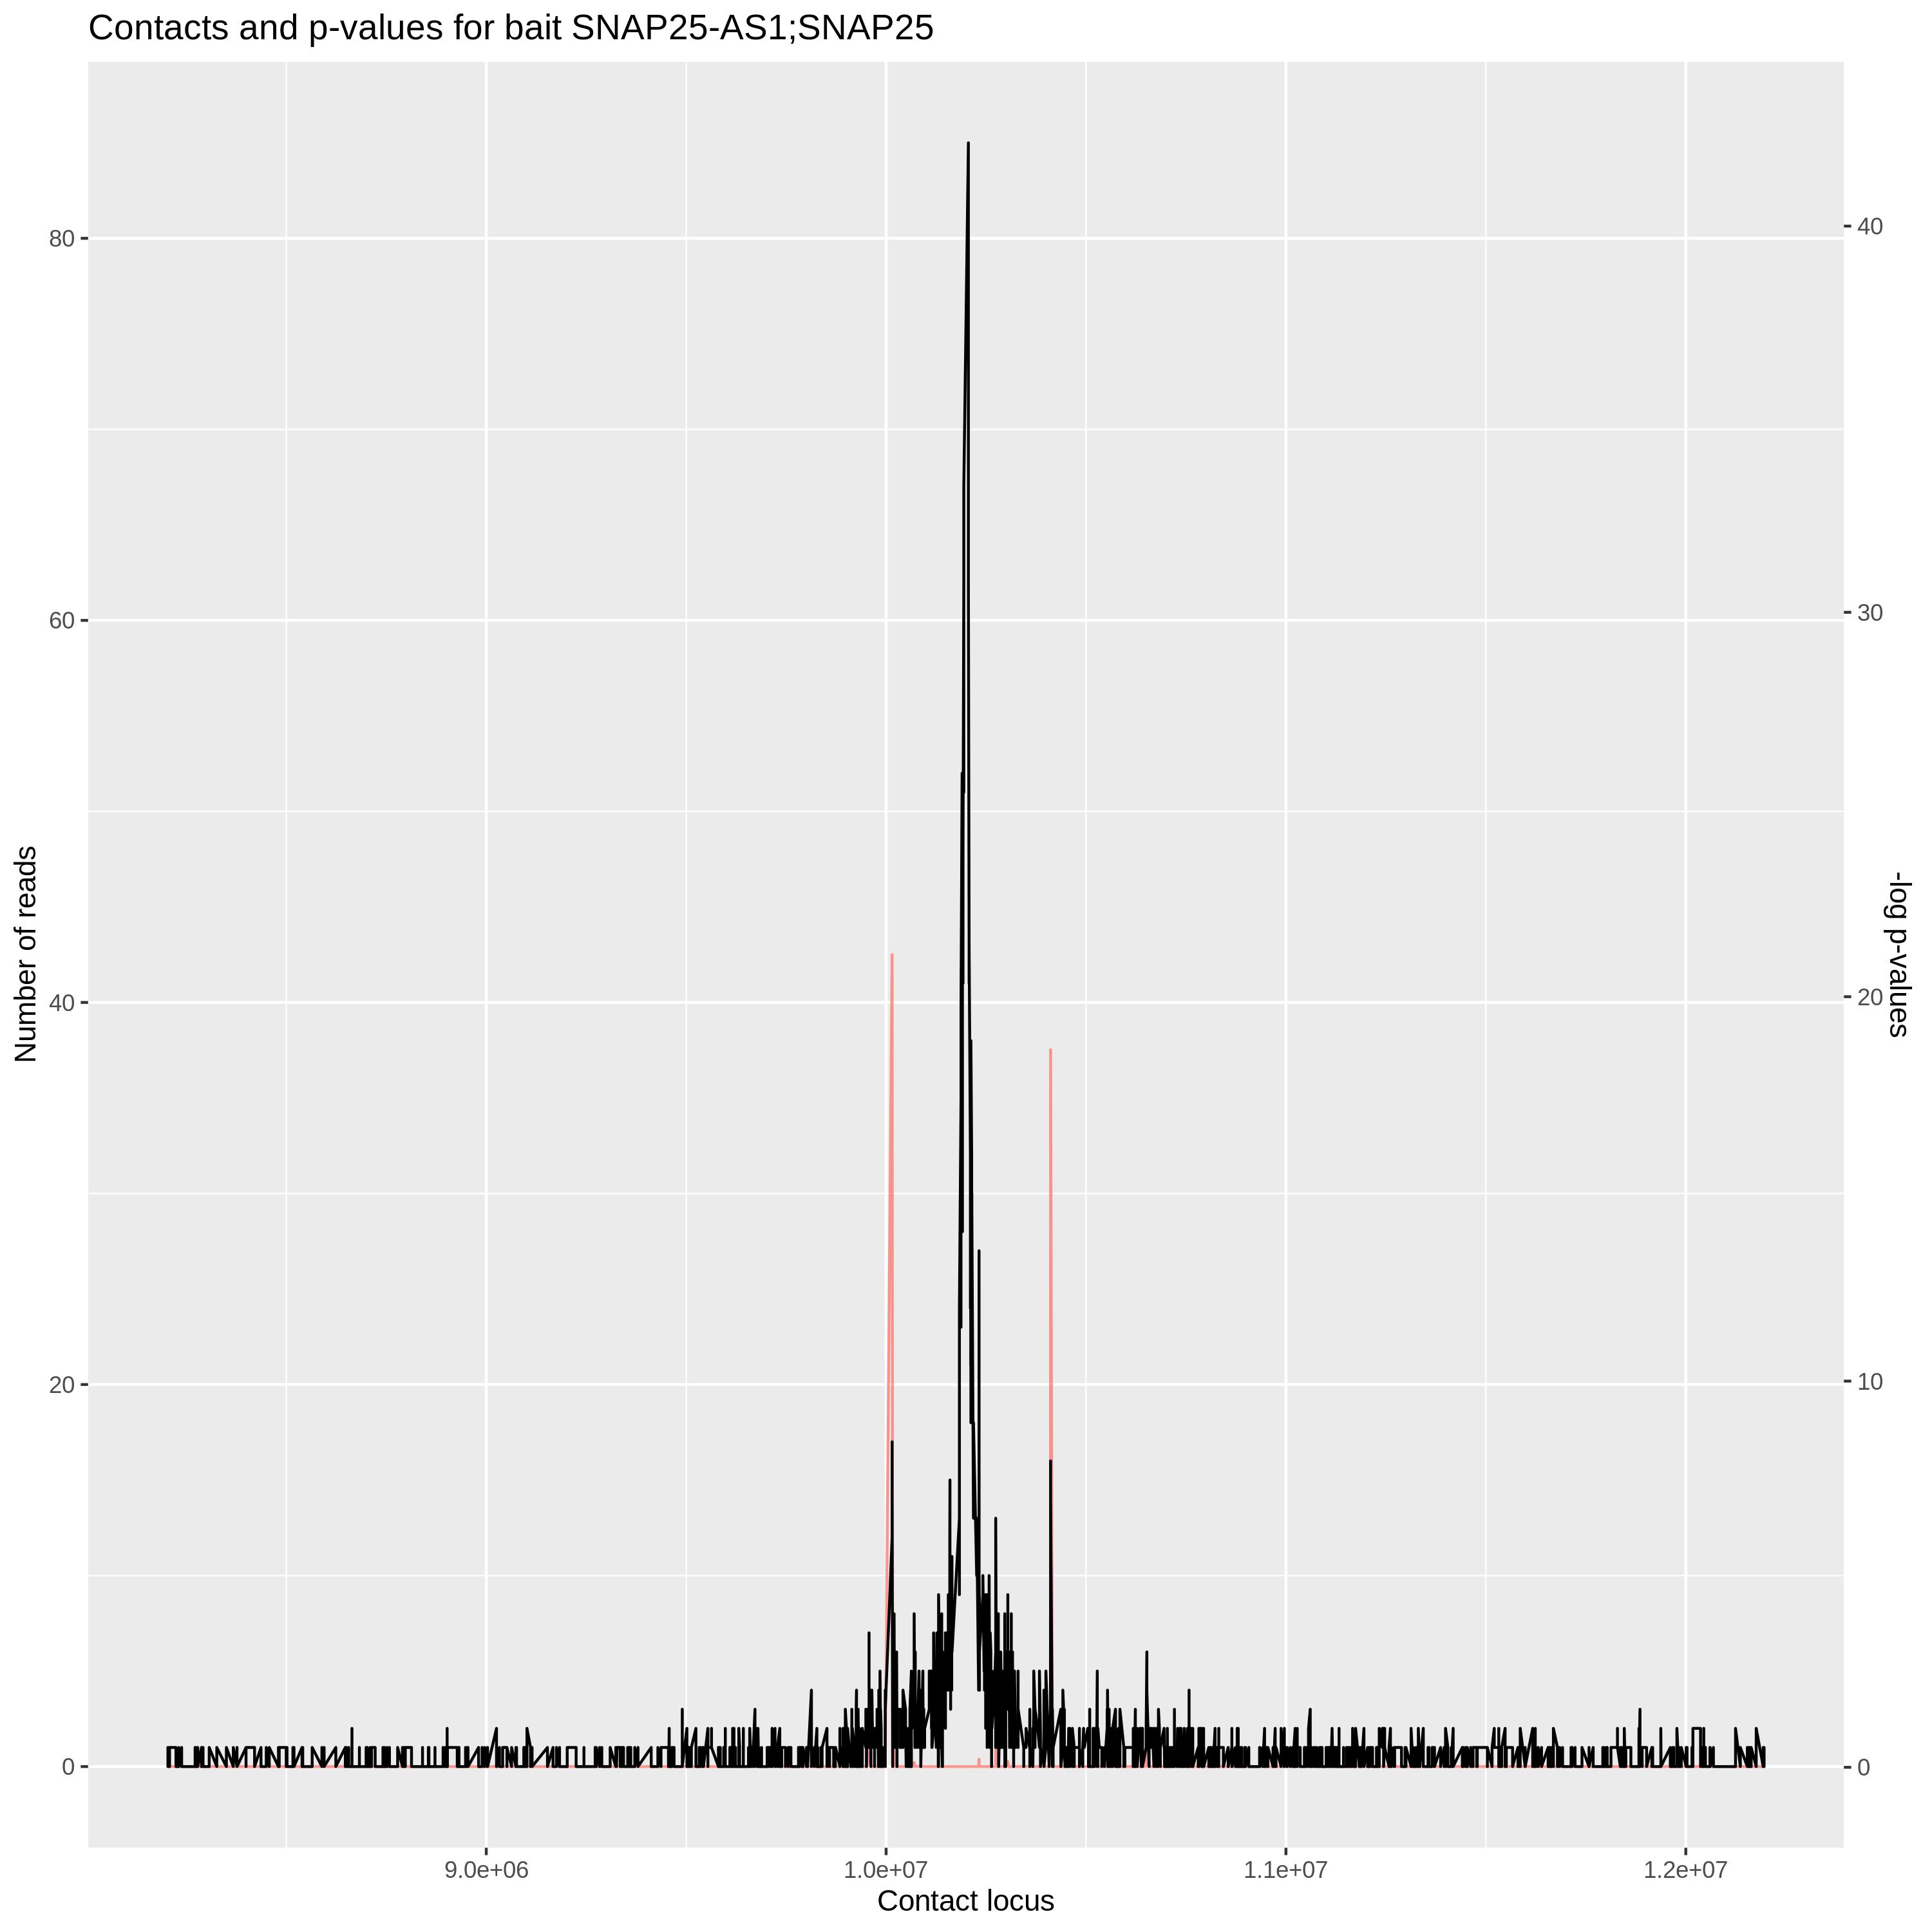 Contacts and p-values for bait SNAP25-AS1;SNAP25
Number of reads
80
60
40
20
0
40
30
20
10
0
-log p-values
9.0e+06
1.0e+07
1.1e+07
1.2e+07
Contact locus